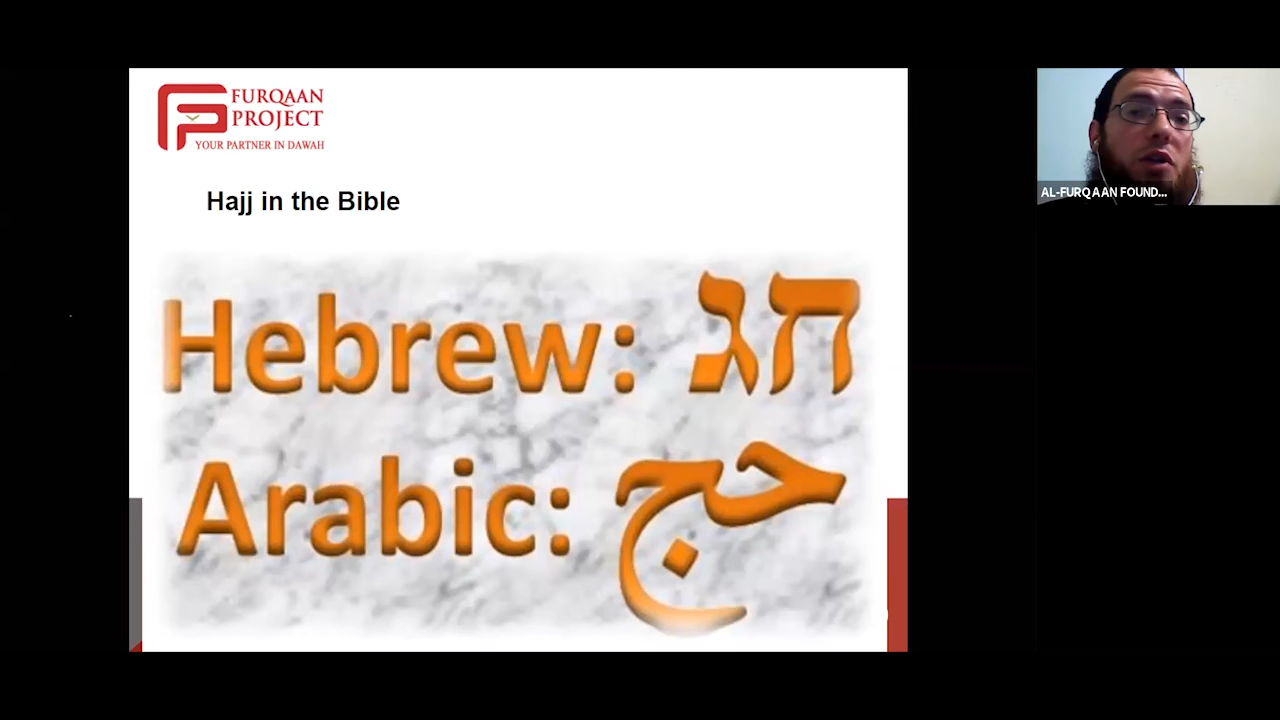 FURQAAN
PROJECT
YOUR PARTNER IN DAWAH
Hajj in the Bible
Hebrew: חג
Arabic: حج
AL-FURQAAN FOUND...